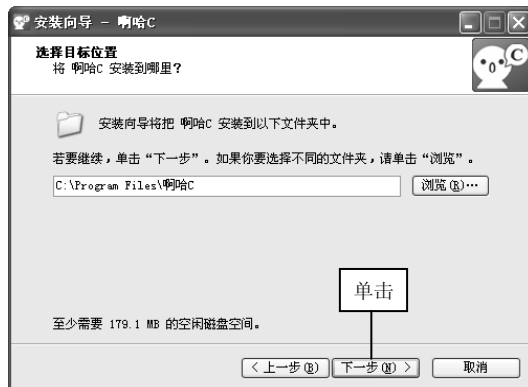 安装向导 - 啊哈C
选择目标位置
将 啊哈C 安装到哪里？
C
安装向导将把 啊哈C 安装到以下文件夹中。
若要继续，单击“下一步”。如果你要选择不同的文件夹，请单击“浏览”。
C:\Program Files\啊哈C
浏览(R)…
单击
至少需要 179.1 MB 的空闲磁盘空间。
< 上一步(B)
下一步(N) >
取消